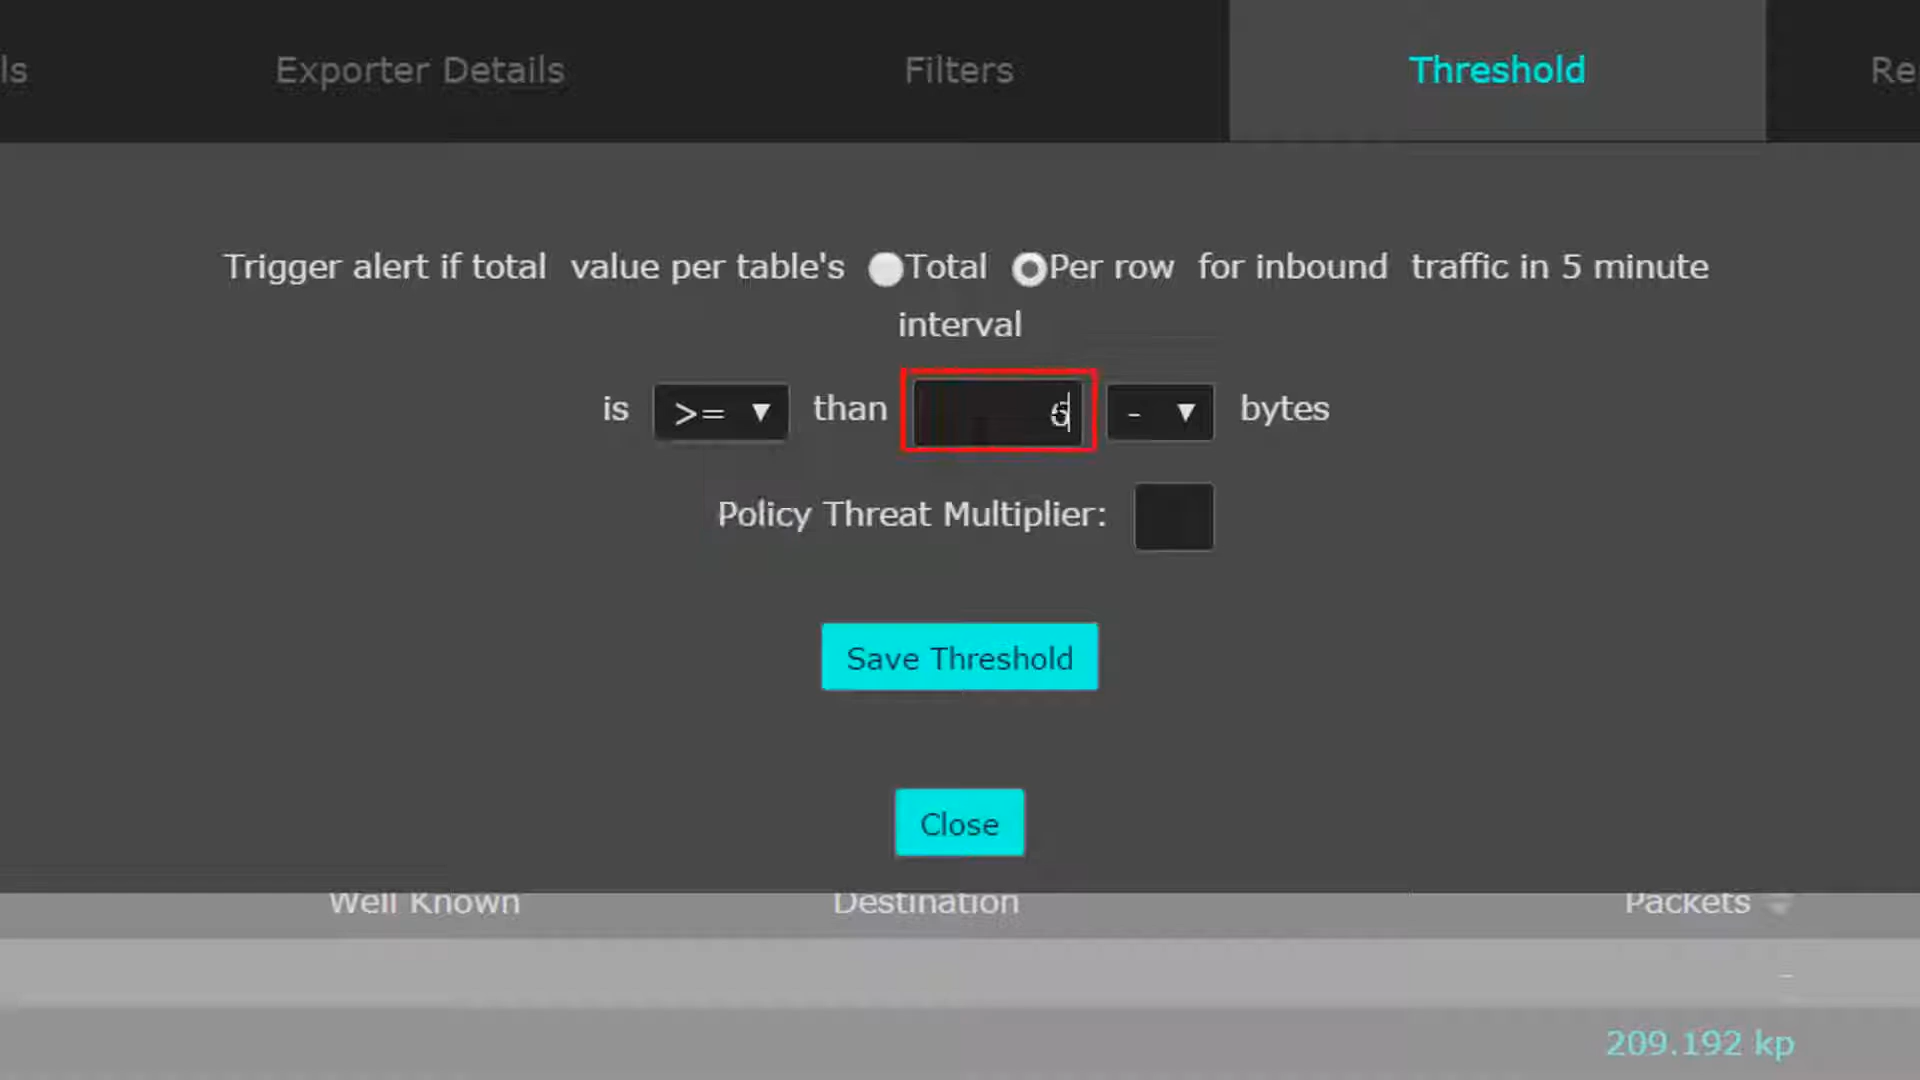 ls Exporter Details Filters Threshold Re
Trigger alert if total value per table's Total Per row for inbound traffic in 5 minute
interval
is >= than 6 - bytes
Policy Threat Multiplier:
Save Threshold
Close
Well Known Destination Packets
-
209.192 kp